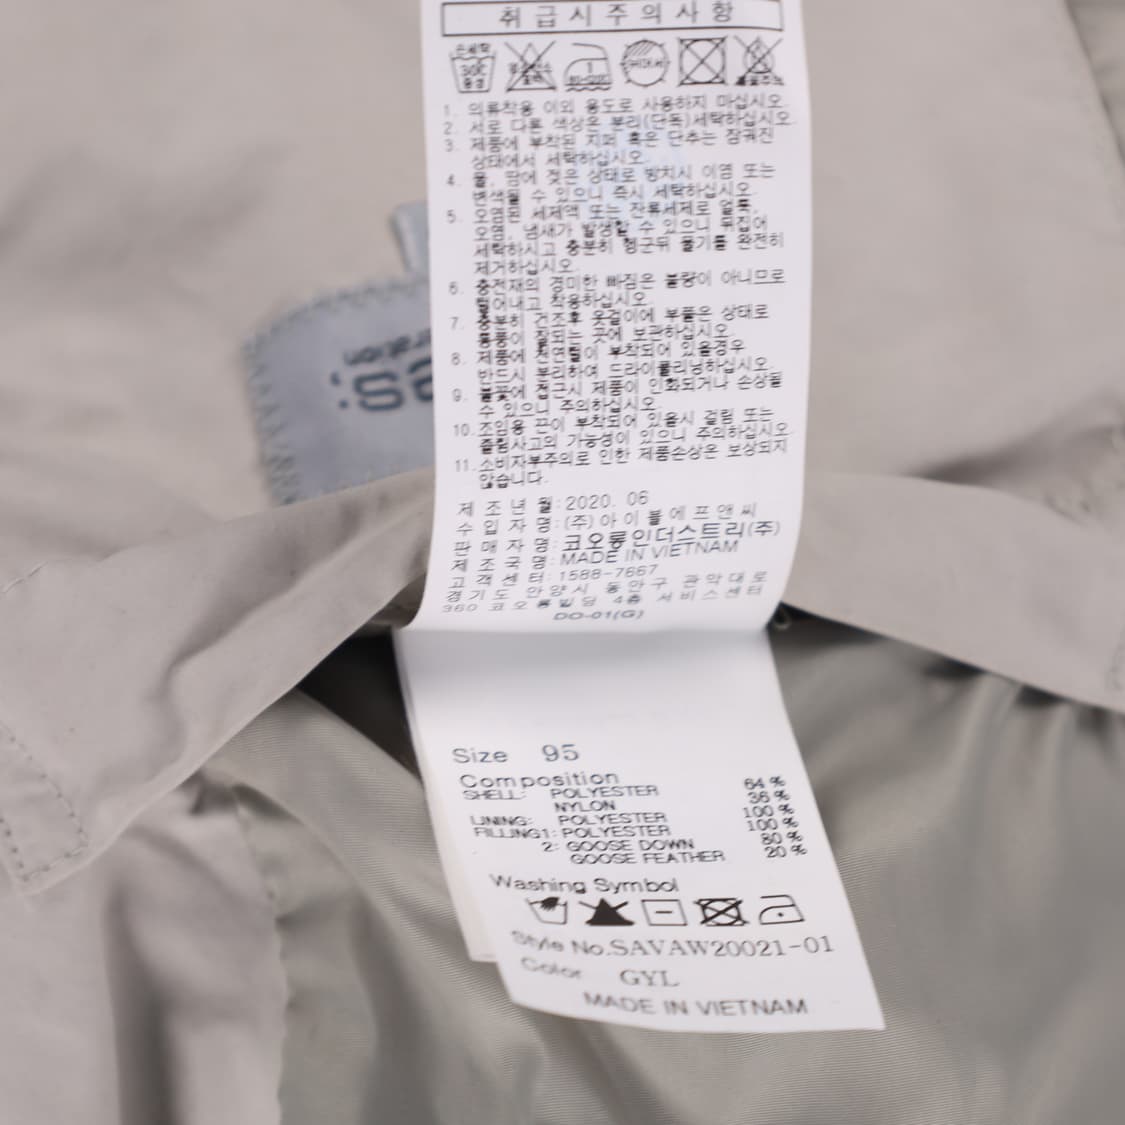 취급시주의사항
손세탁
30℃
중성
1. 의류착용 이외 용도로 사용하지 마십시오.
2. 서로 다른 색상은 분리(단독)세탁하십시오.
3. 제품에 부착된 지퍼 혹은 단추는 잠궈진
상태에서 세탁하십시오.
4. 물, 땀에 젖은 상태로 방치시 이염 또는
변색될 수 있으니 즉시 세탁하십시오.
5. 오염된 세제액 또는 잔류세제로 얼룩,
오염, 냄새가 발생할 수 있으니 뒤집어
세탁하시고 충분히 헹군뒤 물기를 완전히
제거하십시오.
6. 충전재의 경미한 빠짐은 불량이 아니므로
털어내고 착용하십시오.
7. 충분히 건조후 옷걸이에 부풀은 상태로
통풍이 잘되는 곳에 보관하십시오.
8. 제품에 천연털이 부착되어 있을경우
반드시 분리하여 드라이클리닝하십시오.
9. 불꽃에 접근시 제품이 인화되거나 손상될
수 있으니 주의하십시오.
10. 조임용 끈이 부착되어 있을시 걸림 또는
졸림사고의 가능성이 있으니 주의하십시오.
11. 소비자부주의로 인한 제품손상은 보상되지
않습니다.
제조년월:2020. 06
수입자명:(주)아이블에프앤씨
판매자명:코오롱인더스트리(주)
제조국명:MADE IN VIETNAM
고객센터:1588-7667
경기도 안양시 동안구 관악대로
360 코오롱빌딩 4층 서비스센터
DO-01(G)
Size 95
Composition
SHELL: POLYESTER 64 %
NYLON 36 %
LINING: POLYESTER 100 %
FILLING1: POLYESTER 100 %
2: GOOSE DOWN 80 %
GOOSE FEATHER 20 %
Washing Symbol
Style No.SAVAW20021-01
Color GYL
MADE IN VIETNAM